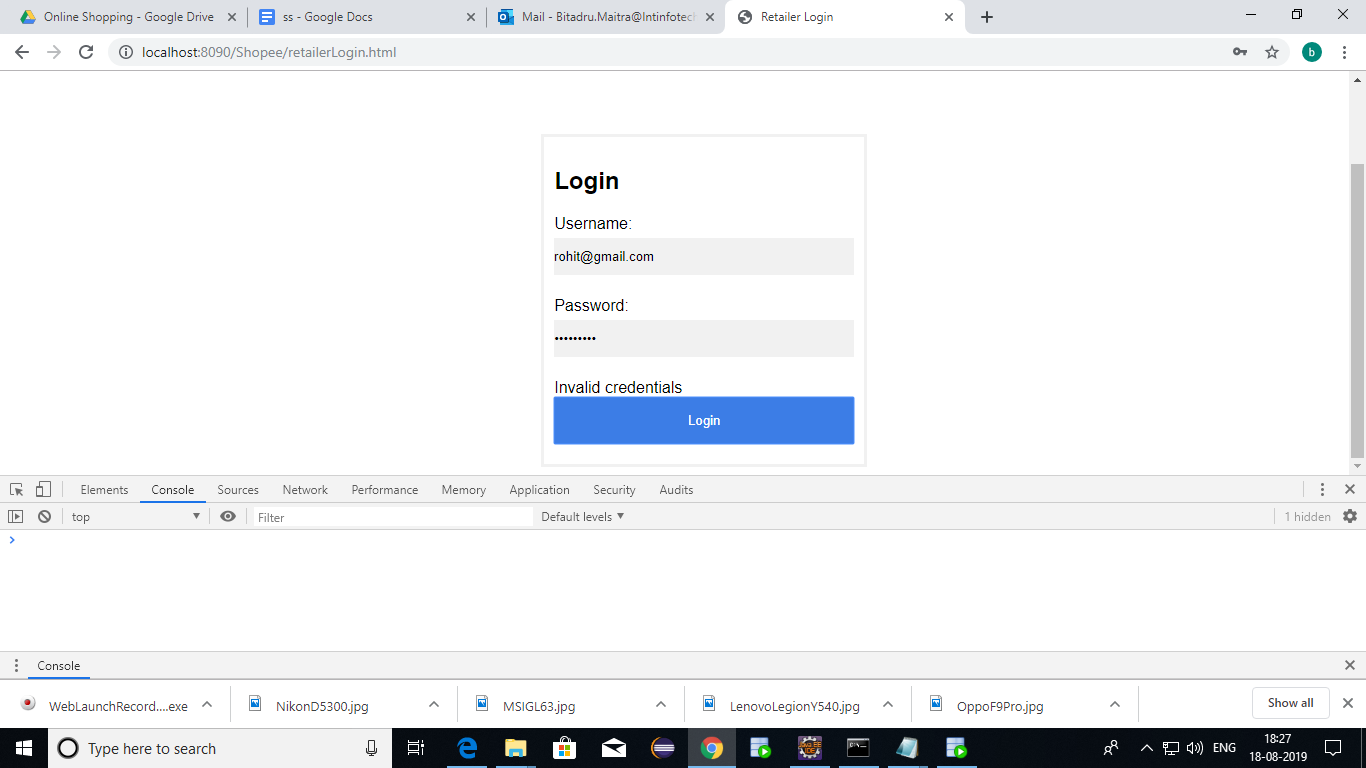 Online Shopping - Google Drive
ss - Google Docs
Mail - Bitadru.Maitra@Intinfotech
Retailer Login
localhost:8090/Shopee/retailerLogin.html
b
Login
Username:
rohit@gmail.com
Password:
•••••••••
Invalid credentials
Login
Elements Console Sources Network Performance Memory Application Security Audits
top Filter Default levels 1 hidden
Console
WebLaunchRecord....exe NikonD5300.jpg MSIGL63.jpg LenovoLegionY540.jpg OppoF9Pro.jpg Show all
Type here to search
ENG
18:27
18-08-2019